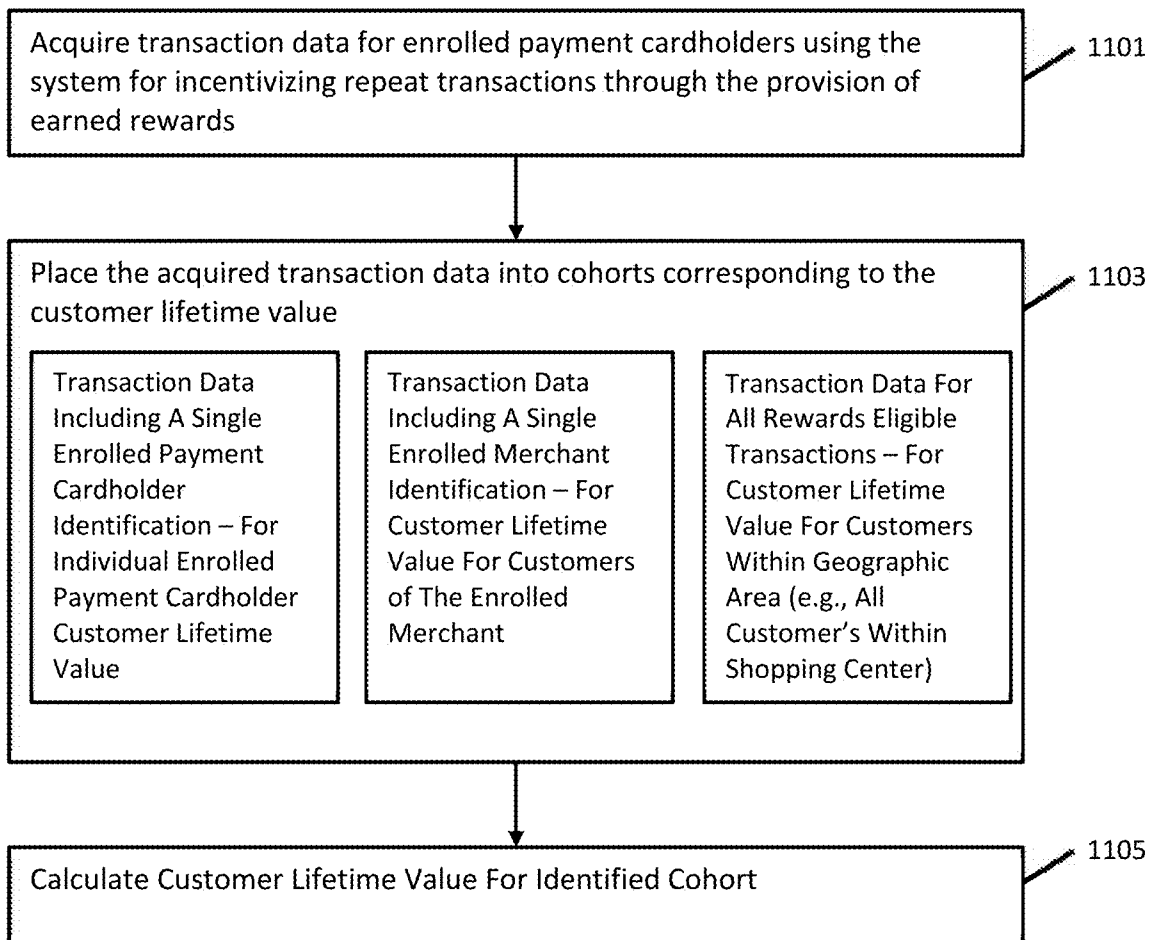 Acquire transaction data for enrolled payment cardholders using the
system for incentivizing repeat transactions through the provision of
earned rewards
1101
Place the acquired transaction data into cohorts corresponding to the
customer lifetime value
1103
Transaction Data
Including A Single
Enrolled Payment
Cardholder
Identification – For
Individual Enrolled
Payment Cardholder
Customer Lifetime
Value
Transaction Data
Including A Single
Enrolled Merchant
Identification – For
Customer Lifetime
Value For Customers
of The Enrolled
Merchant
Transaction Data For
All Rewards Eligible
Transactions – For
Customer Lifetime
Value For Customers
Within Geographic
Area (e.g., All
Customer’s Within
Shopping Center)
Calculate Customer Lifetime Value For Identified Cohort
1105